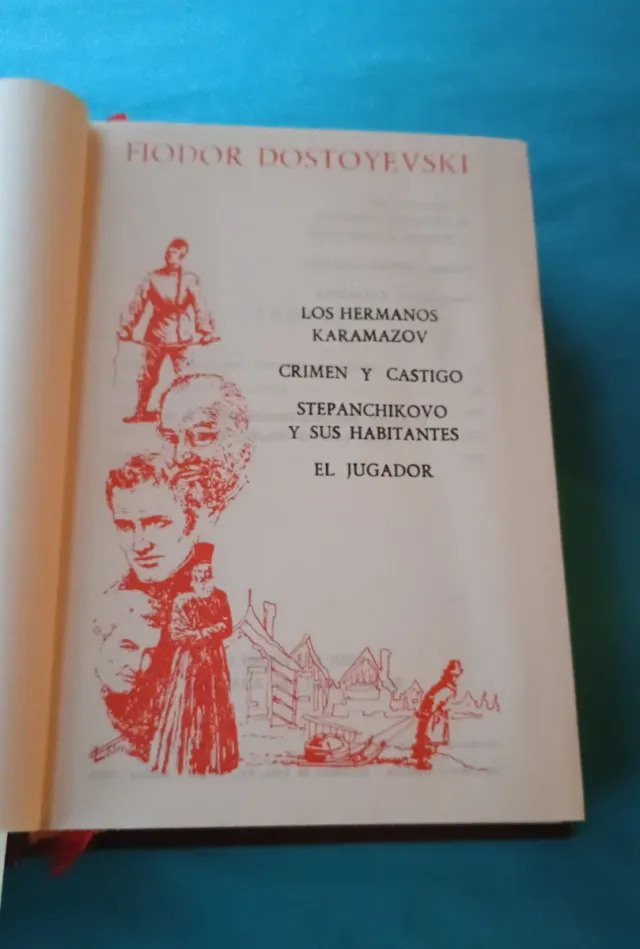 FIODOR DOSTOYEVSKI
LOS HERMANOS
KARAMAZOV
CRIMEN Y CASTIGO
STEPANCHIKOVO
Y SUS HABITANTES
EL JUGADOR